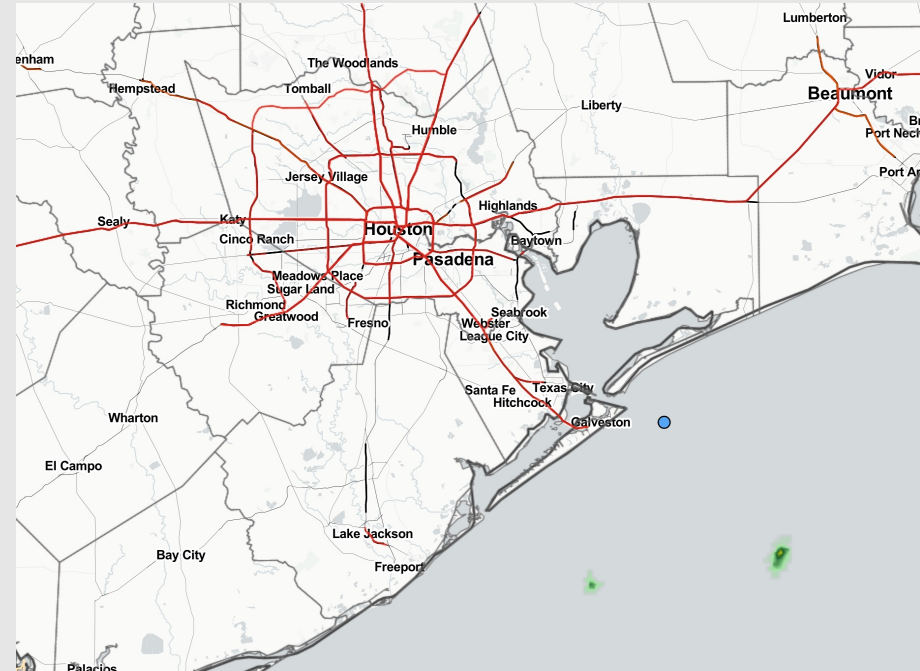 Lumberton
enham
The Woodlands
Vidor
Hempstead
Tomball
Beaumont
Liberty
Humble
Port Nech
Port Ar
Jersey Village
Highlands
Sealy
Katy
Houston
Cinco Ranch
Baytown
Pasadena
Meadows Place
Sugar Land
Richmond
Greatwood
Seabrook
Fresno
Webster
League City
Santa Fe
Texas City
Hitchcock
Wharton
Galveston
El Campo
Lake Jackson
Bay City
Freeport
Palacios